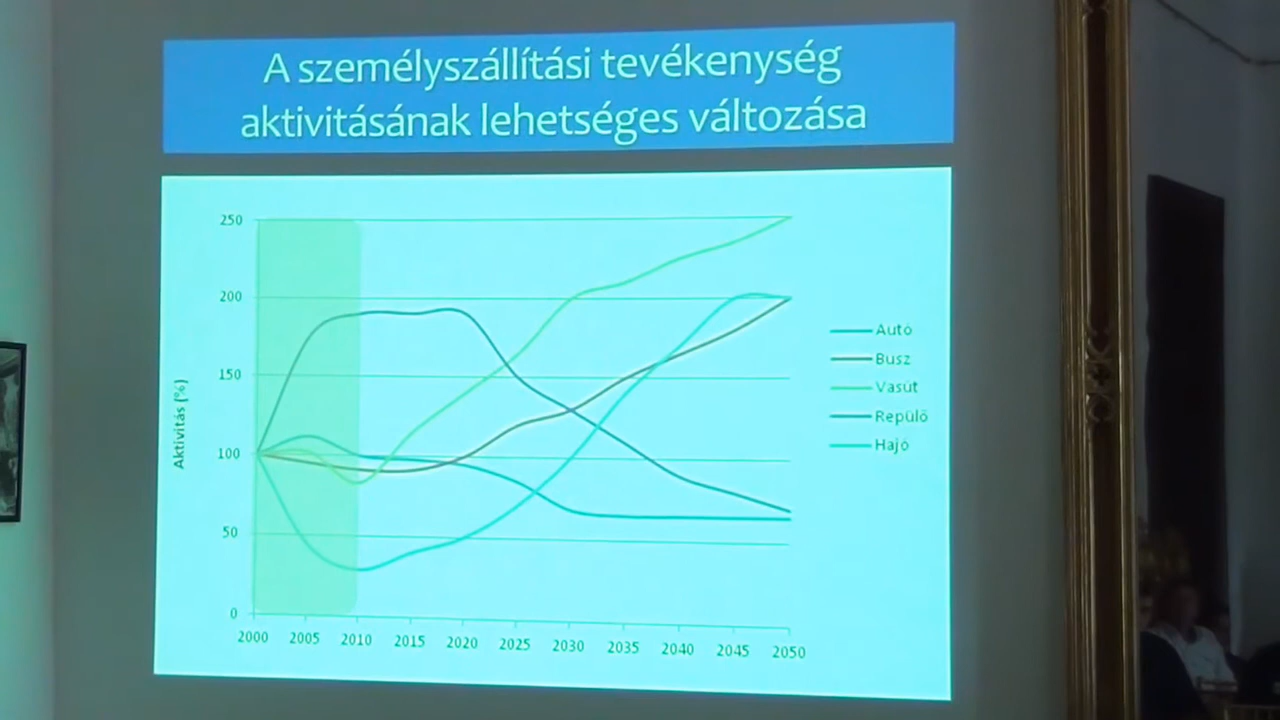 A személyszállítási tevékenység
aktivitásának lehetséges változása
250
200
150
100
50
0
Aktivitás (%)
2000 2005 2010 2015 2020 2025 2030 2035 2040 2045 2050
Autó
Busz
Vasút
Repülő
Hajó